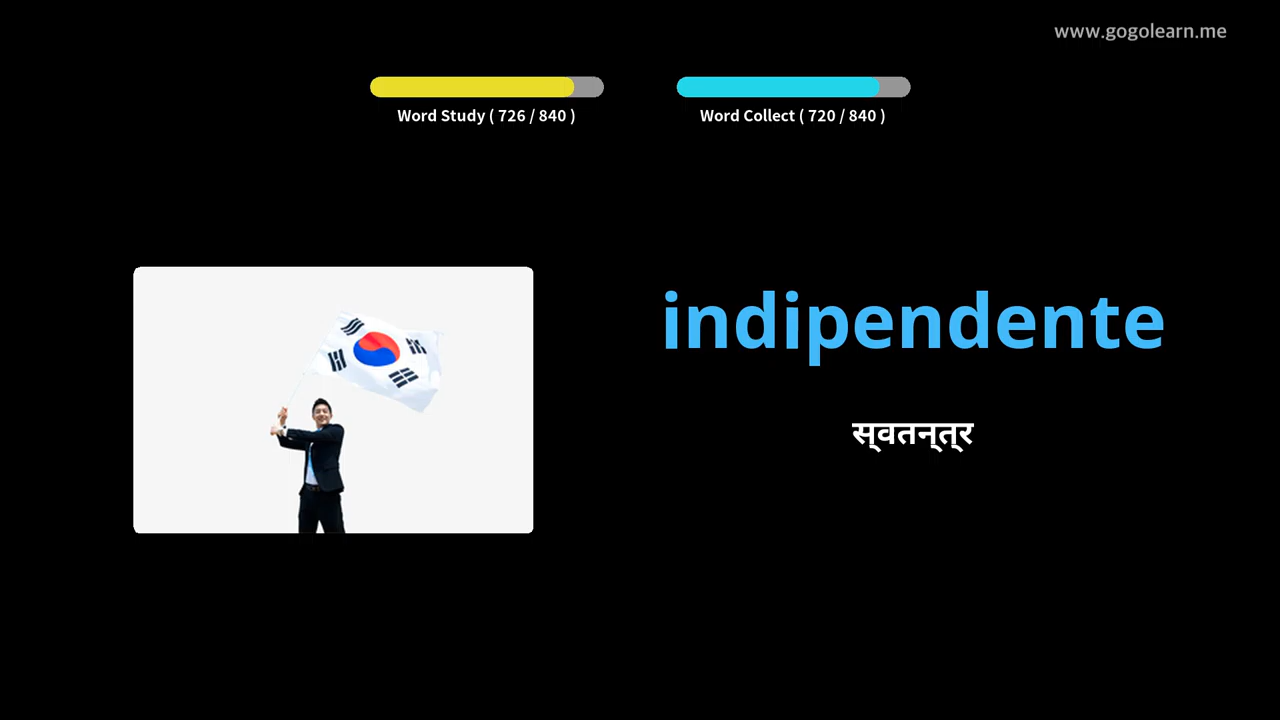 www.gogolearn.me
Word Study ( 726 / 840 )
Word Collect ( 720 / 840 )
indipendente
स्वतन्त्र